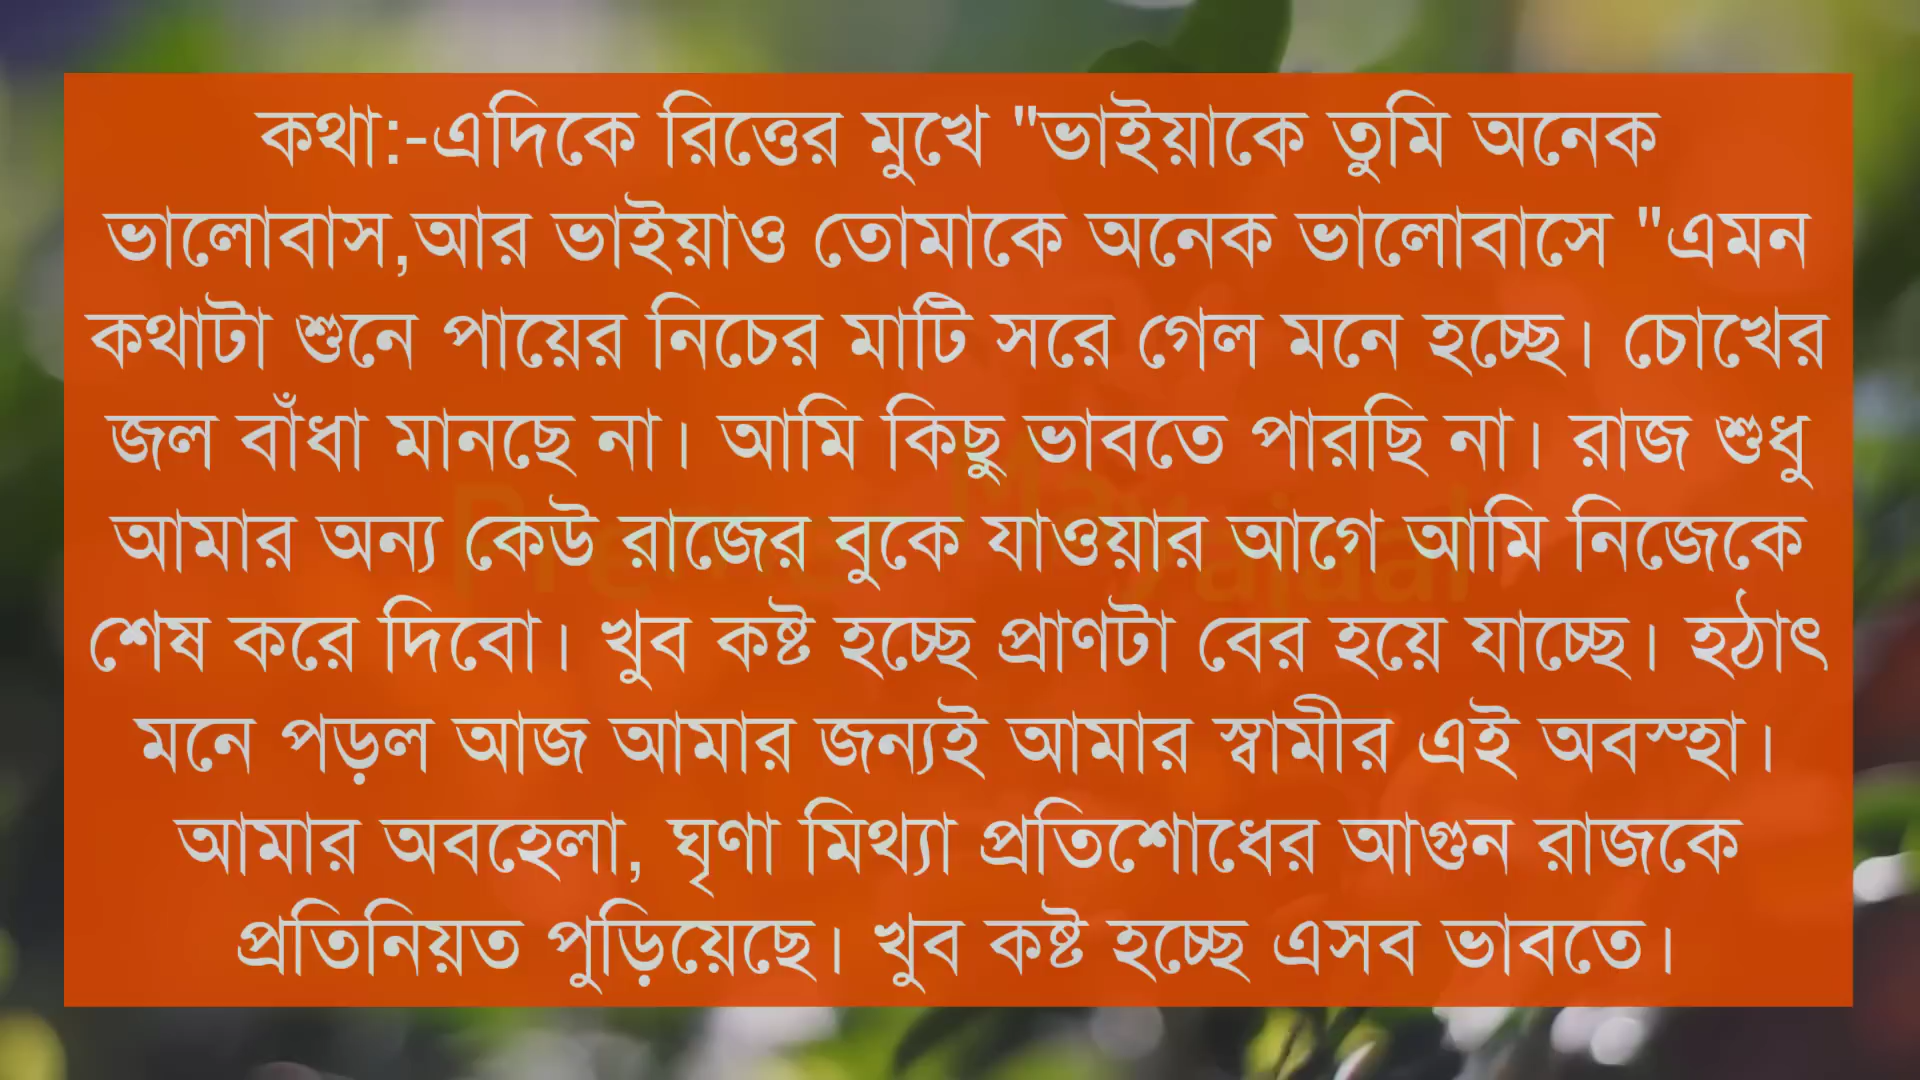 কথা:-এদিকে রিত্তের মুখে "ভাইয়াকে তুমি অনেক
ভালোবাস,আর ভাইয়াও তোমাকে অনেক ভালোবাসে "এমন
কথাটা শুনে পায়ের নিচের মাটি সরে গেল মনে হচ্ছে। চোখের
জল বাঁধা মানছে না। আমি কিছু ভাবতে পারছি না। রাজ শুধু
আমার অন্য কেউ রাজের বুকে যাওয়ার আগে আমি নিজেকে
শেষ করে দিবো। খুব কষ্ট হচ্ছে প্রাণটা বের হয়ে যাচ্ছে। হঠাৎ
মনে পড়ল আজ আমার জন্যই আমার স্বামীর এই অবস্হা।
আমার অবহেলা, ঘৃণা মিথ্যা প্রতিশোধের আগুন রাজকে
প্রতিনিয়ত পুড়িয়েছে। খুব কষ্ট হচ্ছে এসব ভাবতে।